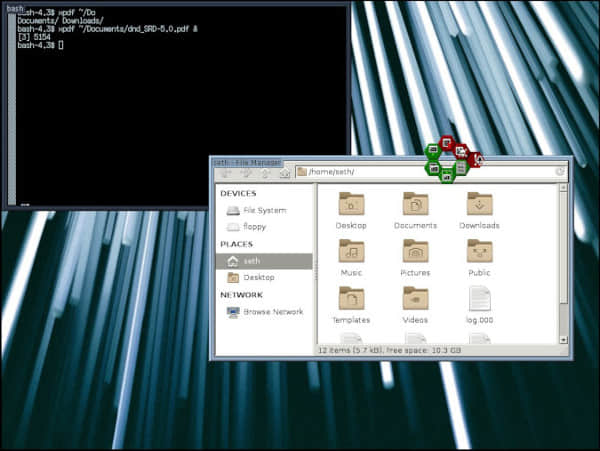 bash
bash-4.3$ xpdf ~/Do
Documents/ Downloads/
bash-4.3$ xpdf ~/Documents/dnd_SRD-5.0.pdf &
[3] 5154
bash-4.3$
seth - File Manager
/home/seth/
DEVICES
File System
floppy
PLACES
seth
Desktop
NETWORK
Browse Network
Desktop Documents Downloads
Music Pictures Public
Templates Videos log.000
12 items (5.7 kB), free space: 10.3 GB